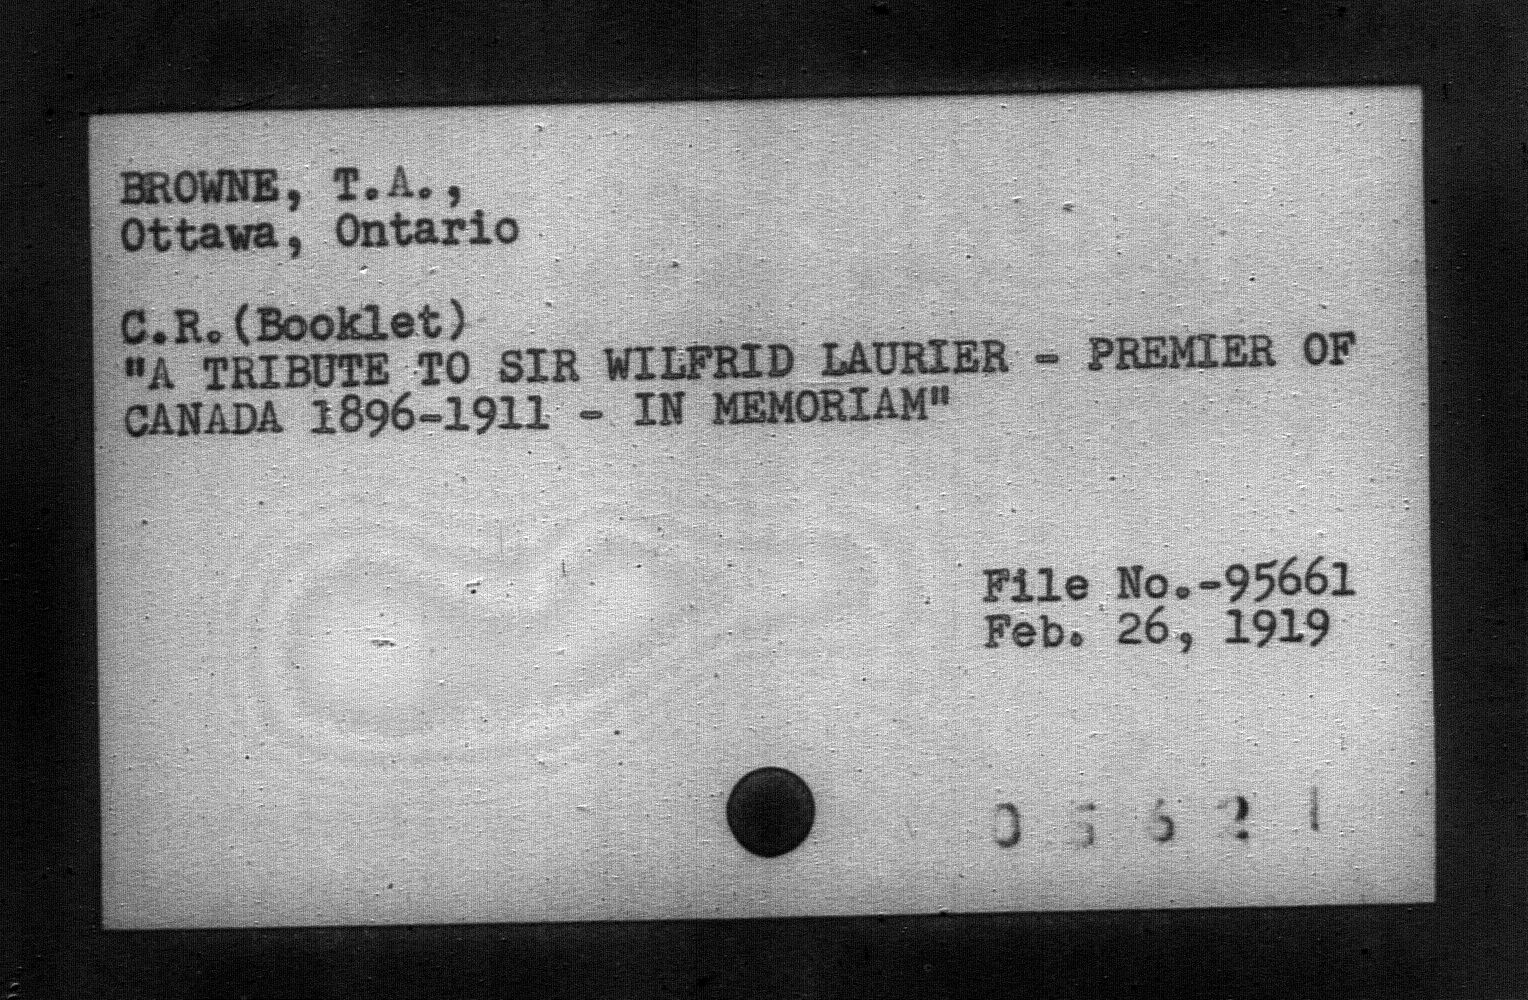 BROWNE, T.A.,
Ottawa, Ontario
C.R.(Booklet)
"A TRIBUTE TO SIR WILFRID LAURIER - PREMIER OF
CANADA 1896-1911 - IN MEMORIAM"
File No.-95661
Feb. 26, 1919